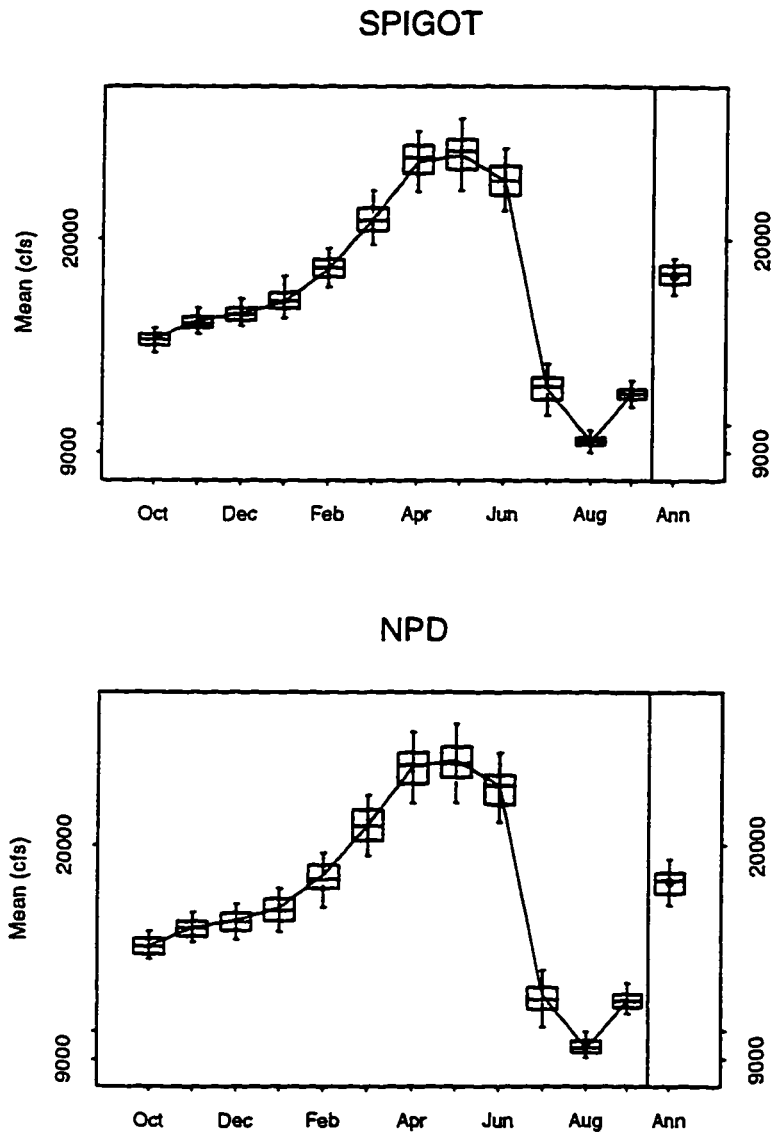 SPIGOT
Mean (cfs)
20000
9000
20000
9000
Oct Dec Feb Apr Jun Aug Ann
NPD
Mean (cfs)
20000
9000
20000
9000
Oct Dec Feb Apr Jun Aug Ann